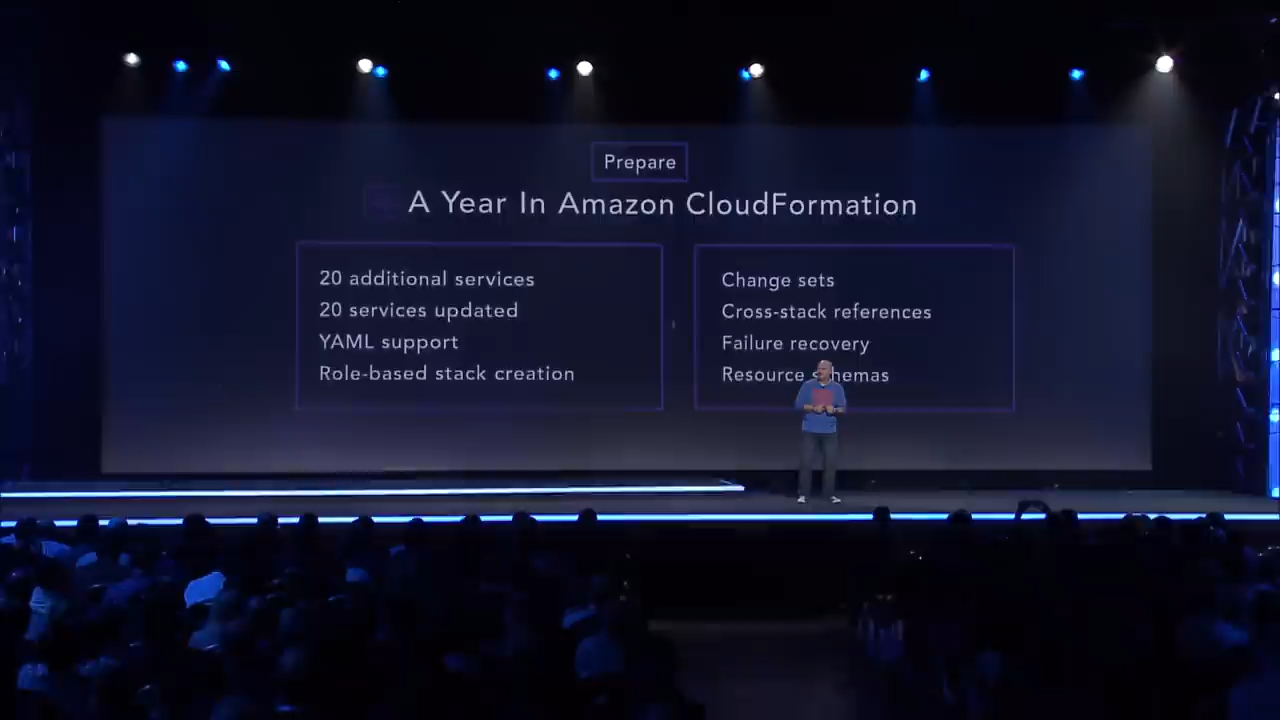 Prepare
A Year In Amazon CloudFormation
20 additional services
20 services updated
YAML support
Role-based stack creation
Change sets
Cross-stack references
Failure recovery
Resource